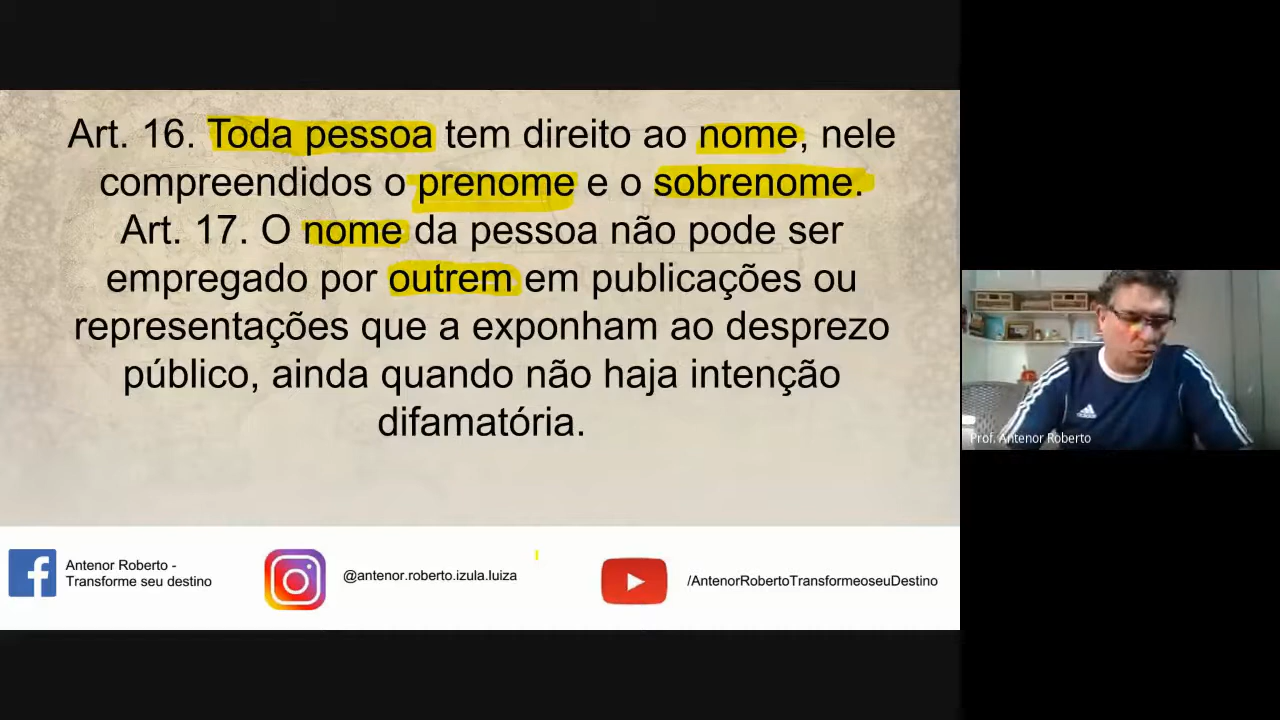 Art. 16. Toda pessoa tem direito ao nome, nele
compreendidos o prenome e o sobrenome.
Art. 17. O nome da pessoa não pode ser
empregado por outrem em publicações ou
representações que a exponham ao desprezo
público, ainda quando não haja intenção
difamatória.
Antenor Roberto -
Transforme seu destino
@antenor.roberto.izula.luiza
/AntenorRobertoTransformeoseuDestino
adidas
Prof. Antenor Roberto